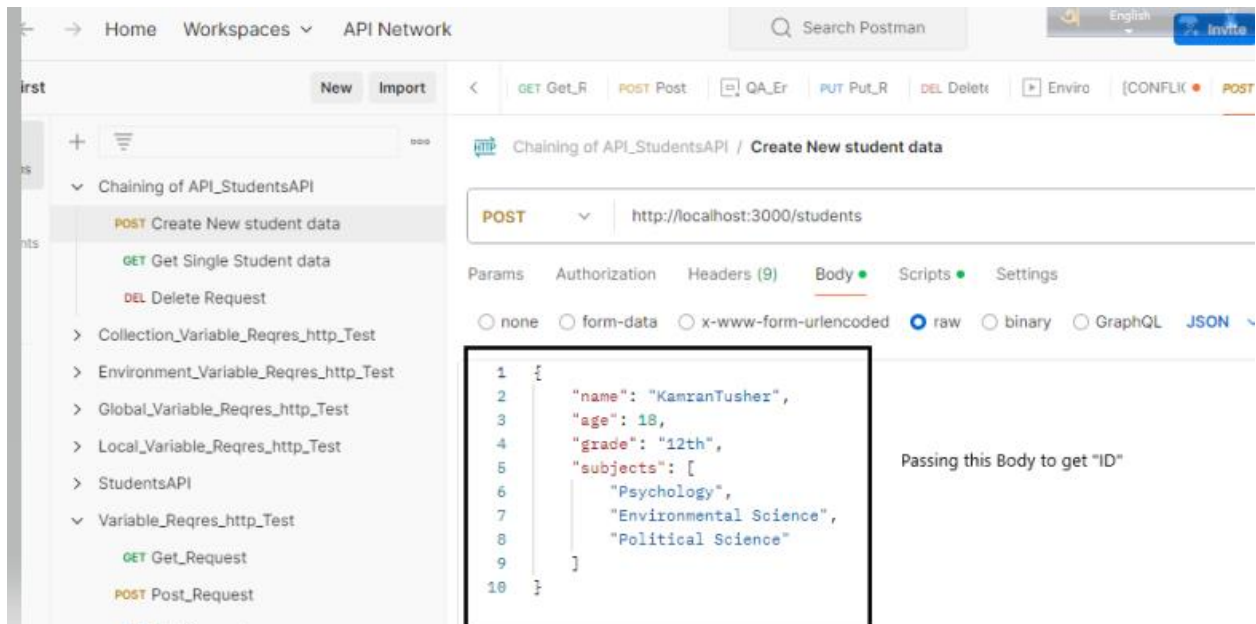 Home Workspaces API Network
Search Postman
English
Invite
irst
New Import
GET Get_R POST Post QA_Er PUT Put_R DEL Delete Enviro [CONFLIC POST
HTTP Chaining of API_StudentsAPI / Create New student data
Chaining of API_StudentsAPI
POST Create New student data
GET Get Single Student data
DEL Delete Request
Collection_Variable_Reqres_http_Test
Environment_Variable_Reqres_http_Test
Global_Variable_Reqres_http_Test
Local_Variable_Reqres_http_Test
StudentsAPI
Variable_Reqres_http_Test
GET Get_Request
POST Post_Request
nts
POST http://localhost:3000/students
Params Authorization Headers (9) Body Scripts Settings
none form-data x-www-form-urlencoded raw binary GraphQL JSON
1 {
2 "name": "KamranTusher",
3 "age": 18,
4 "grade": "12th",
5 "subjects": [
6 "Psychology",
7 "Environmental Science",
8 "Political Science"
9 ]
10 }
Passing this Body to get "ID"